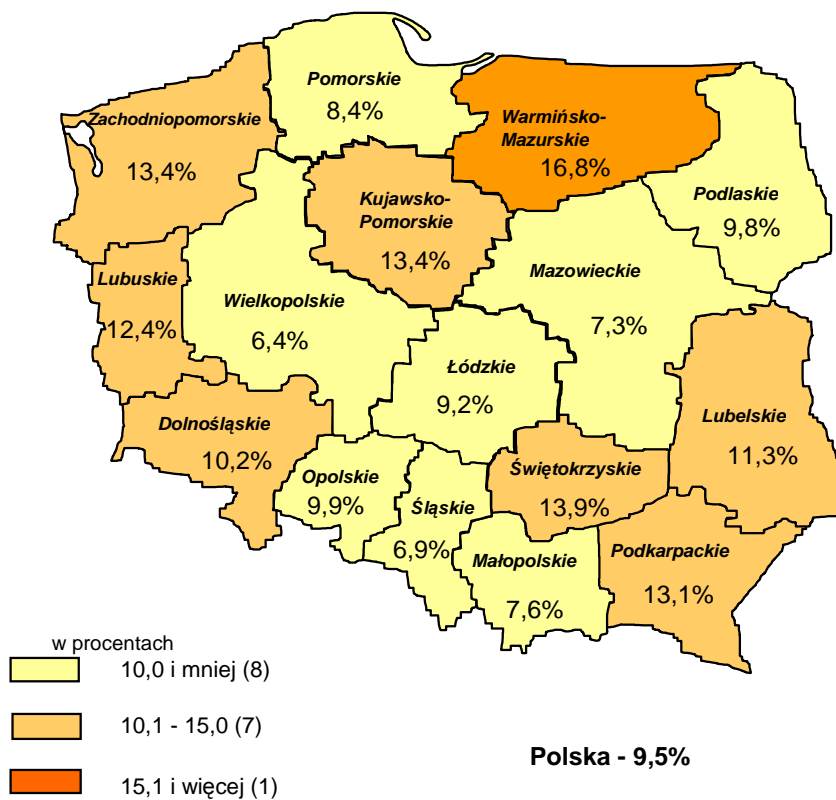 Pomorskie
8,4%
Zachodniopomorskie
13,4%
Warmińsko-
Mazurskie
16,8%
Podlaskie
9,8%
Kujawsko-
Pomorskie
13,4%
Mazowieckie
7,3%
Lubuskie
12,4%
Wielkopolskie
6,4%
Łódzkie
9,2%
Dolnośląskie
10,2%
Lubelskie
11,3%
Opolskie
9,9%
Śląskie
6,9%
Świętokrzyskie
13,9%
Małopolskie
7,6%
Podkarpackie
13,1%
w procentach
10,0 i mniej (8)
10,1 - 15,0 (7)
15,1 i więcej (1)
Polska - 9,5%